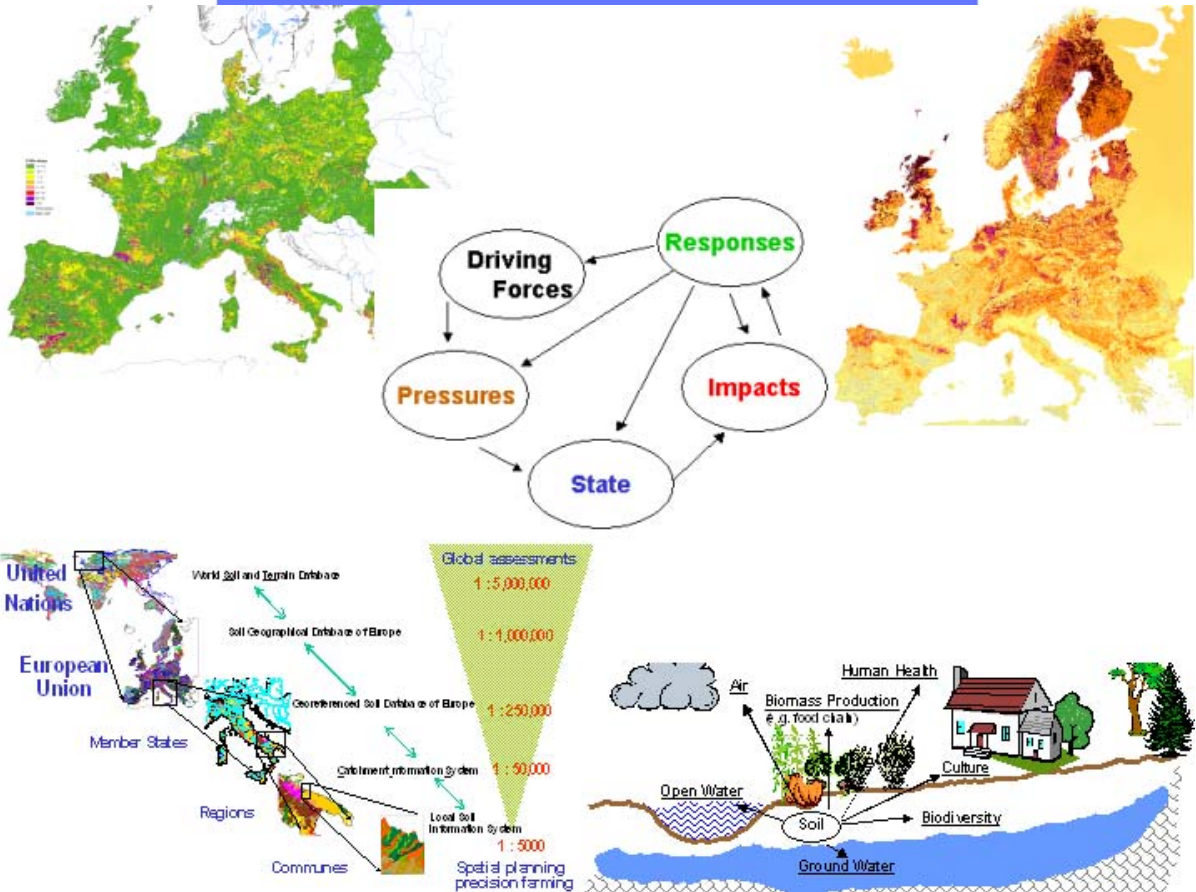 Responses
Driving
Forces
Pressures
Impacts
State
United
Nations
European
Union
Member States
Regions
Communes
World Soil and Terrain Database
Soil Geographical Database of Europe
Georeferenced Soil Database of Europe
Catchment Information System
Local Soil
Information System
Global assessments
1 : 5,000,000
1 : 1,000,000
1 : 250,000
1 : 50,000
1 : 5000
Spatial planning
precision farming
Air
Human Health
Biomass Production
(e.g. food chain)
Culture
Open Water
Soil
Biodiversity
Ground Water